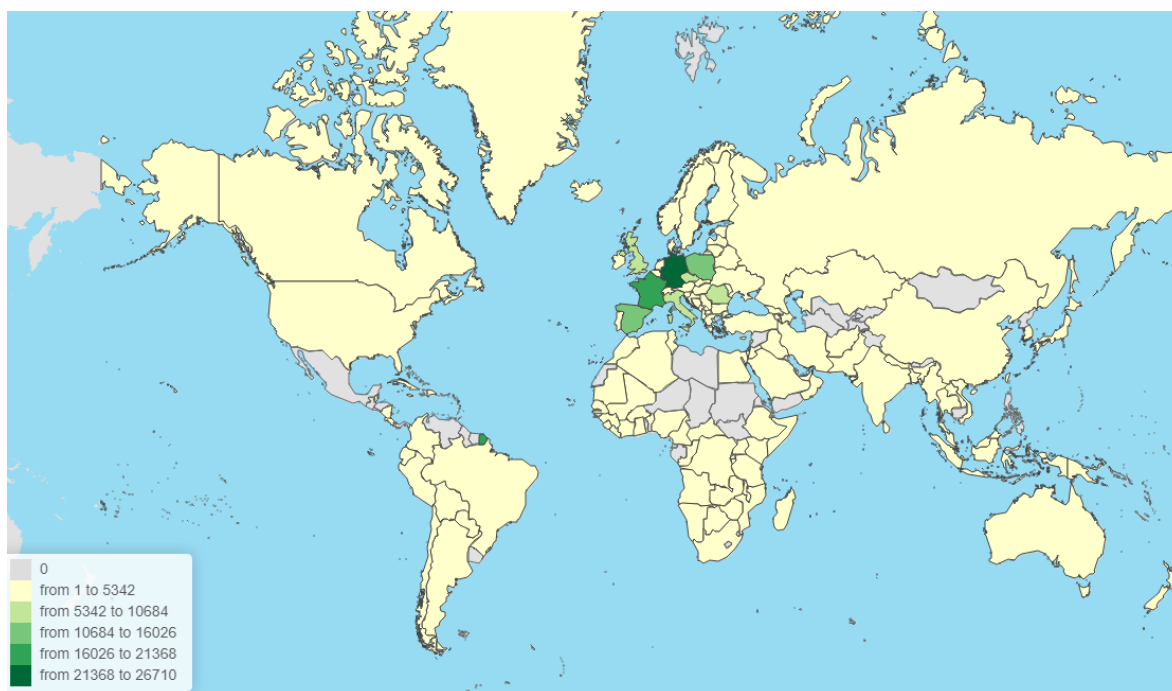 0
from 1 to 5342
from 5342 to 10684
from 10684 to 16026
from 16026 to 21368
from 21368 to 26710